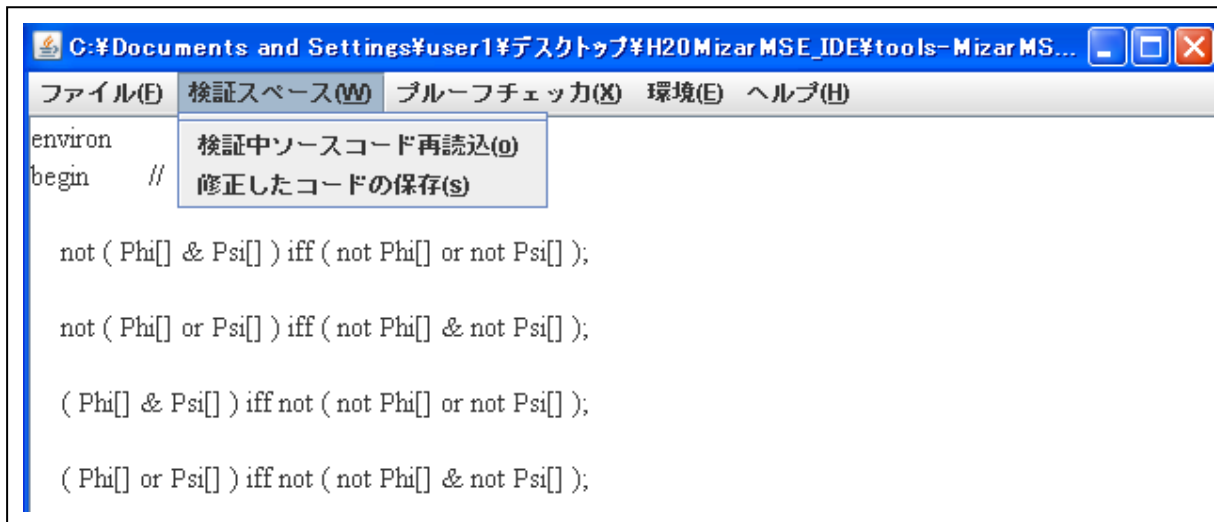 C:¥Documents and Settings¥user1¥デスクトップ¥H20MizarMSE_IDE¥tools-MizarMS...
ファイル(F) 検証スペース(W) プルーフチェッカ(X) 環境(E) ヘルプ(H)
environ
検証中ソースコード再読込(o)
begin //
修正したコードの保存(s)
not ( Phi[] & Psi[] ) iff ( not Phi[] or not Psi[] );
not ( Phi[] or Psi[] ) iff ( not Phi[] & not Psi[] );
( Phi[] & Psi[] ) iff not ( not Phi[] or not Psi[] );
( Phi[] or Psi[] ) iff not ( not Phi[] & not Psi[] );